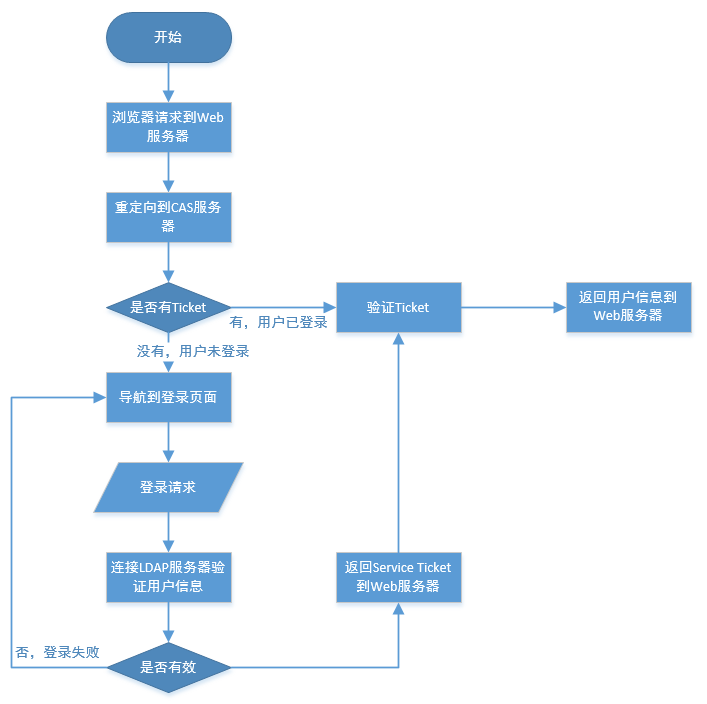 开始
浏览器请求到Web
服务器
重定向到CAS服务
器
是否有Ticket
有，用户已登录
验证Ticket
返回用户信息到
Web服务器
没有，用户未登录
导航到登录页面
登录请求
连接LDAP服务器验
证用户信息
返回Service Ticket
到Web服务器
否，登录失败
是否有效